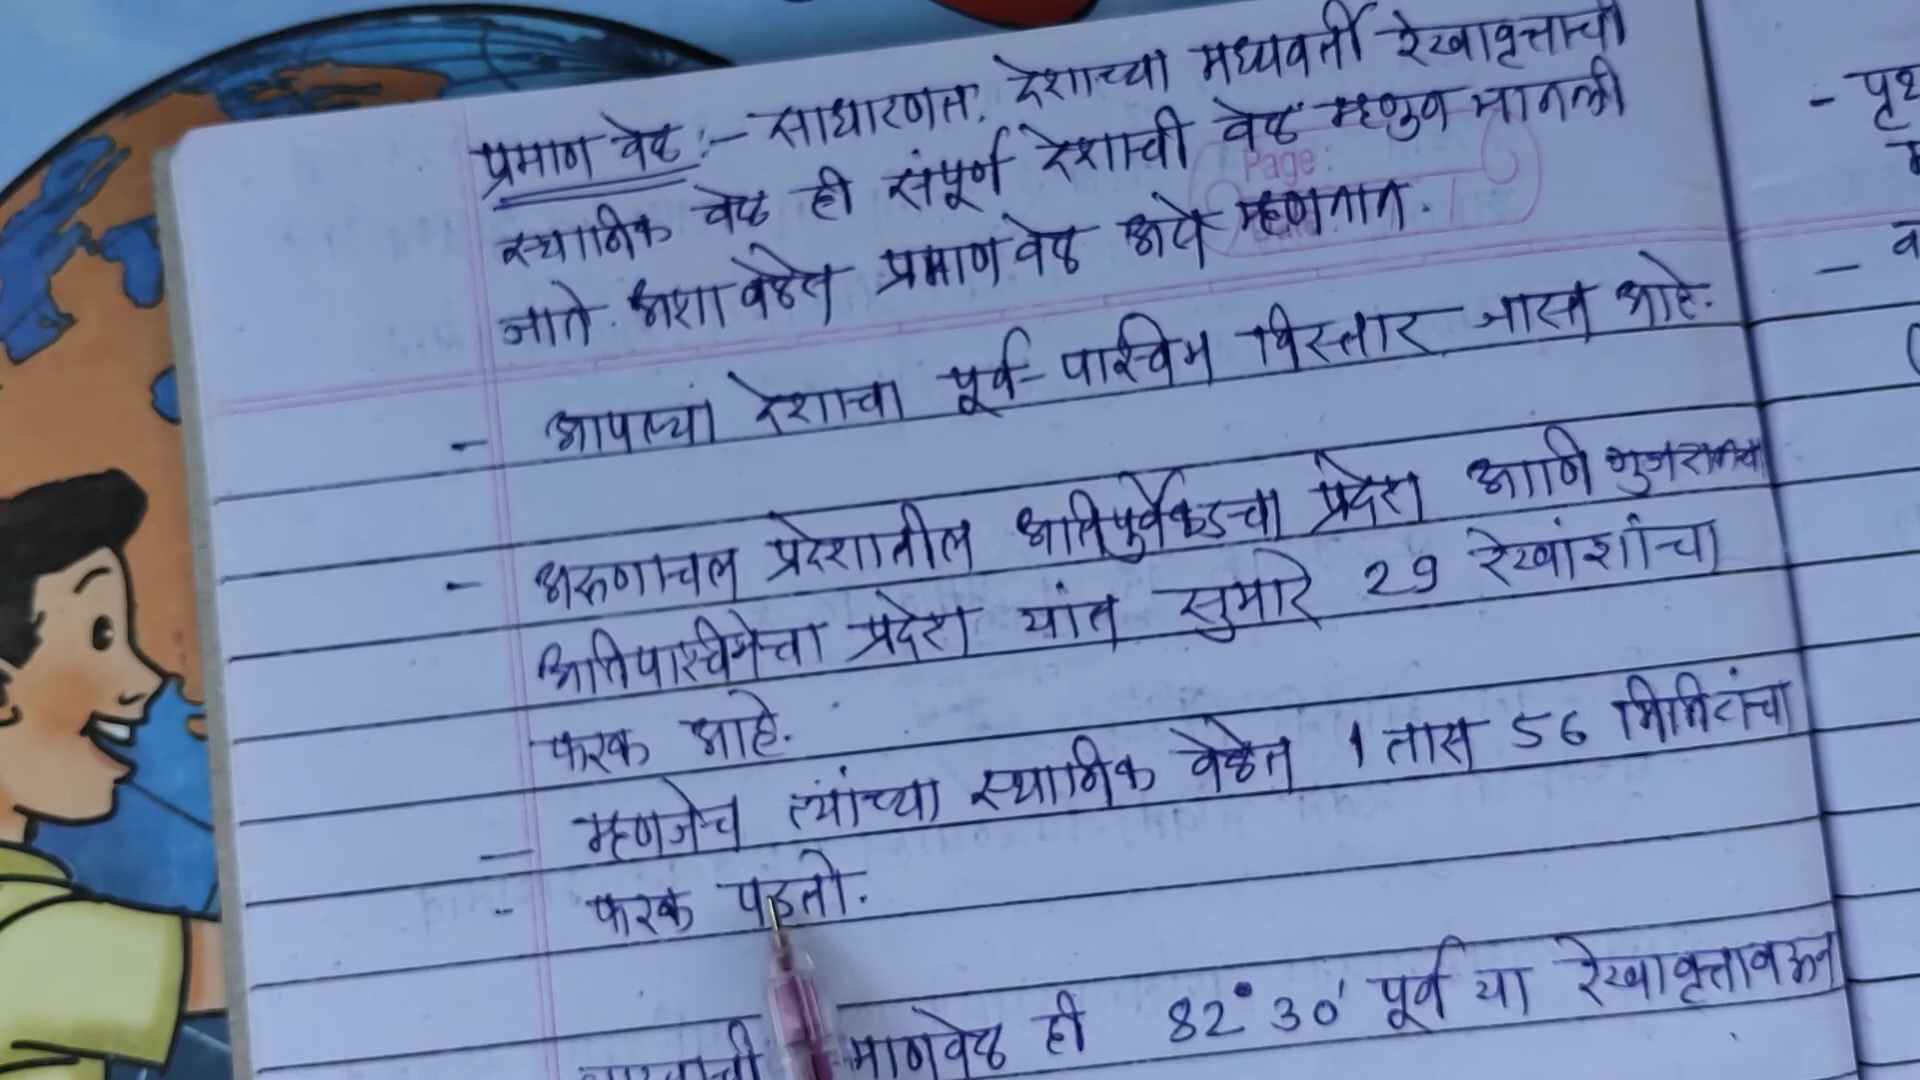 प्रमाण वेळ :- साधारणत: देशाच्या मध्यवर्ती रेखावृत्ताची
स्थानिक वेळ ही संपूर्ण देशाची वेळ म्हणुन मानली
Page:
जाते. अशा वेळेत प्रमाण वेळ असे म्हणतात.
- आपल्या देशाचा पूर्व-पश्चिम विस्तार जास्त आहे.
- अरुणाचल प्रदेशातील अतिपुर्वेकडचा प्रदेश आणि गुजरातच्या
अतिपश्चिमेचा प्रदेश यांत सुमारे 29 रेखांशांचा
फरक आहे.
- म्हणजेच त्यांच्या स्थानिक वेळेत 1 तास 56 मिनिटांचा
- फरक पडतो.
माणवेळ ही 82° 30' पूर्व या रेखावृत्तावरून
- पृथ